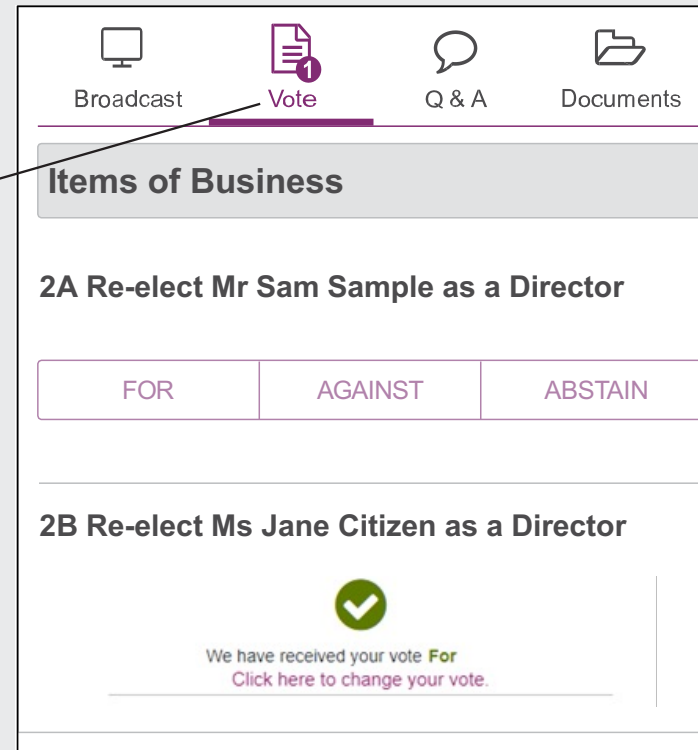 1
Broadcast Vote Q & A Documents
Items of Business
2A Re-elect Mr Sam Sample as a Director
FOR AGAINST ABSTAIN
2B Re-elect Ms Jane Citizen as a Director
We have received your vote For
Click here to change your vote.